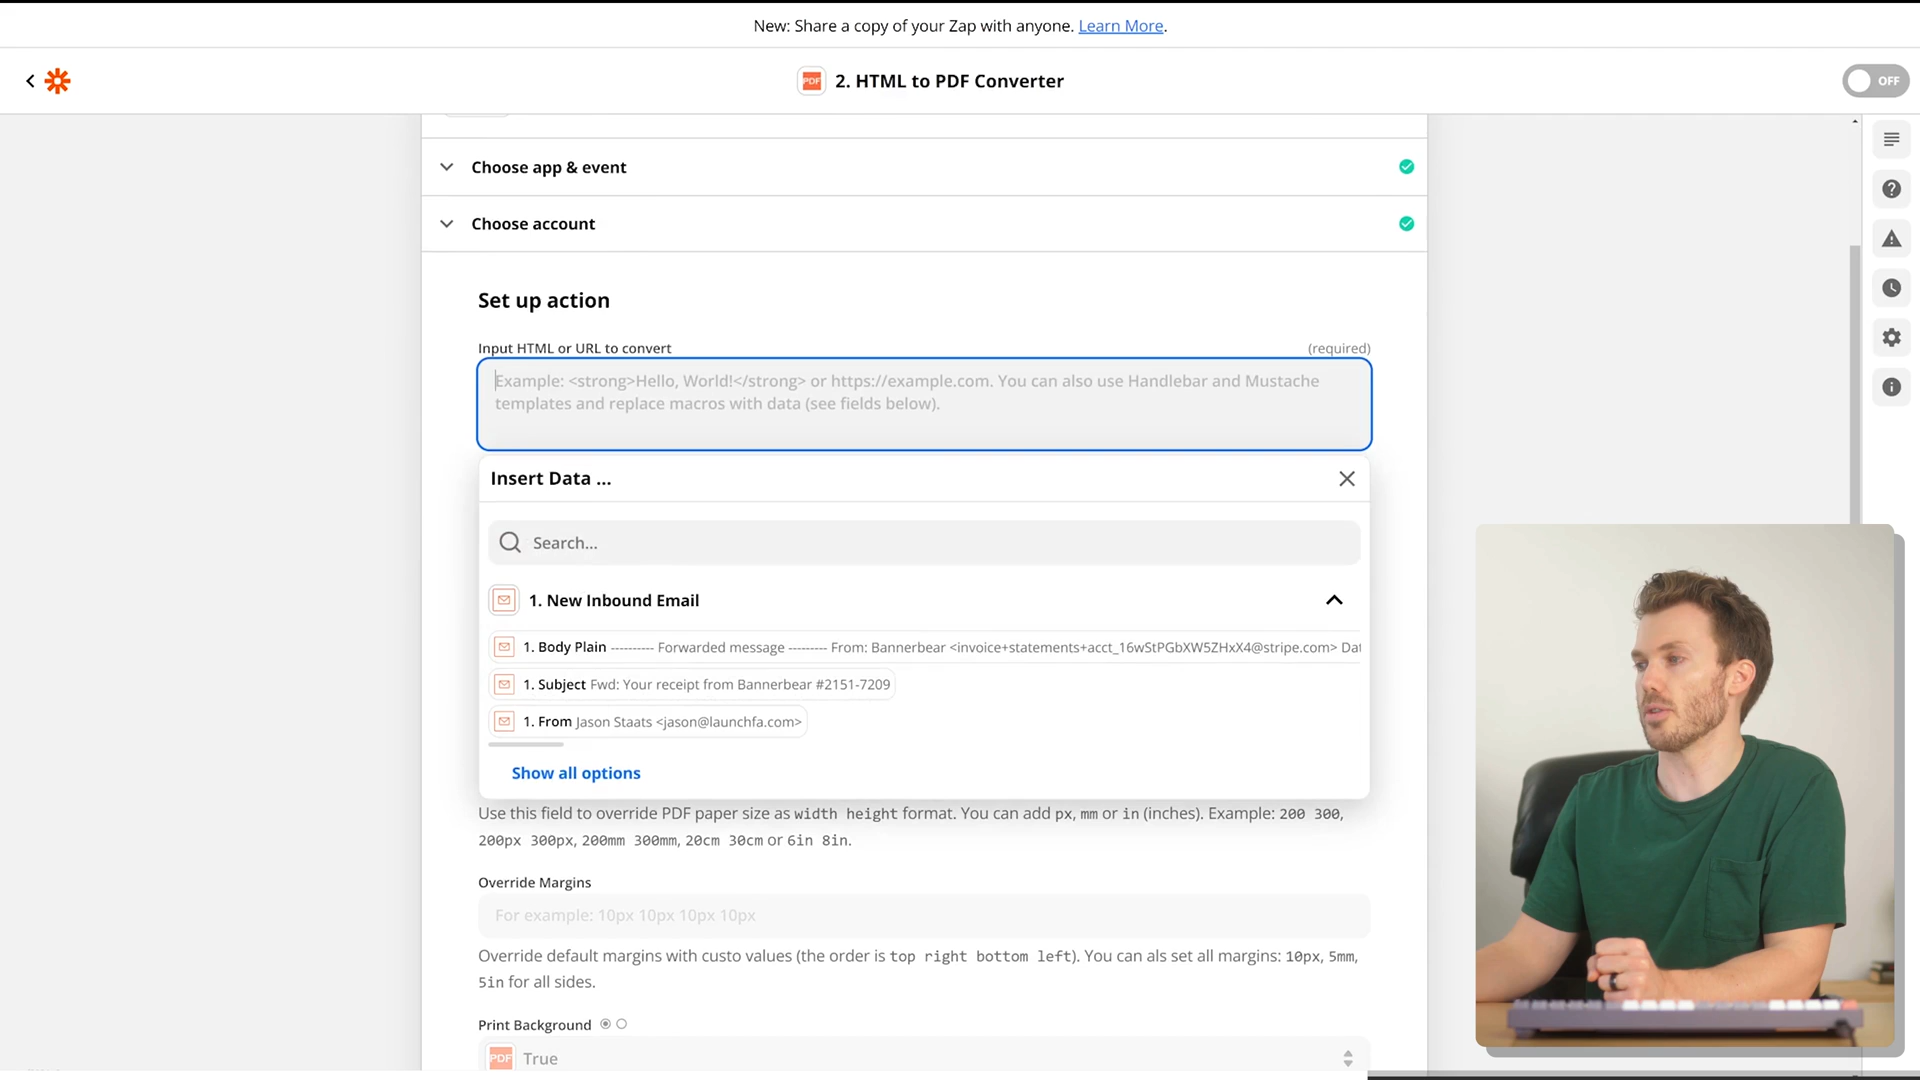 New: Share a copy of your Zap with anyone. Learn More.
PDF 2. HTML to PDF Converter
OFF
Choose app & event
Choose account
Set up action
Input HTML or URL to convert (required)
Example: <strong>Hello, World!</strong> or https://example.com. You can also use Handlebar and Mustache
templates and replace macros with data (see fields below).
Insert Data ...
Search...
1. New Inbound Email
1. Body Plain ---------- Forwarded message --------- From: Bannerbear <invoice+statements+acct_16wStPGbXW5ZHxX4@stripe.com> Dat
1. Subject Fwd: Your receipt from Bannerbear #2151-7209
1. From Jason Staats <jason@launchfa.com>
Show all options
Use this field to override PDF paper size as width height format. You can add px, mm or in (inches). Example: 200 300,
200px 300px, 200mm 300mm, 20cm 30cm or 6in 8in.
Override Margins
For example: 10px 10px 10px 10px
Override default margins with custo values (the order is top right bottom left). You can als set all margins: 10px, 5mm,
5in for all sides.
Print Background
PDF True